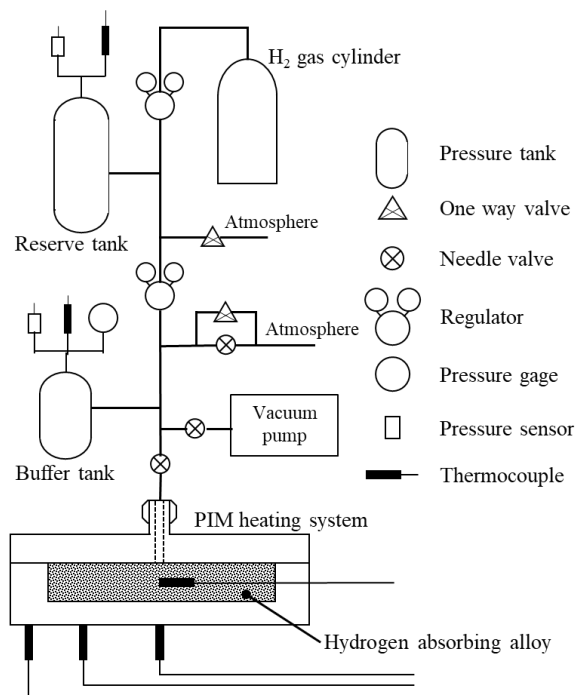 H₂ gas cylinder
Reserve tank
Atmosphere
Atmosphere
Buffer tank
Vacuum
pump
PIM heating system
Hydrogen absorbing alloy
Pressure tank
One way valve
Needle valve
Regulator
Pressure gage
Pressure sensor
Thermocouple